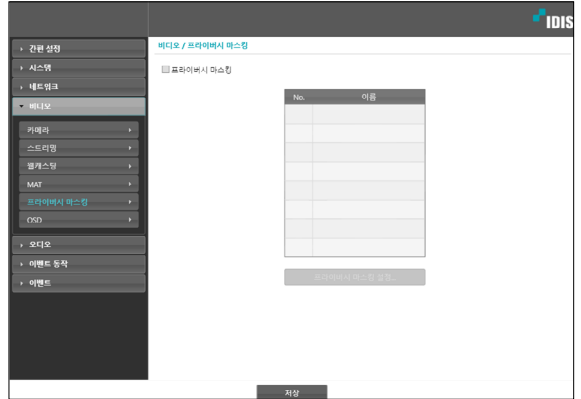 IDIS
간편 설정
시스템
네트워크
비디오
카메라
스트리밍
웹캐스팅
MAT
프라이버시 마스킹
OSD
오디오
이벤트 동작
이벤트
비디오 / 프라이버시 마스킹
프라이버시 마스킹
No. 이름
프라이버시 마스킹 설정...
저장